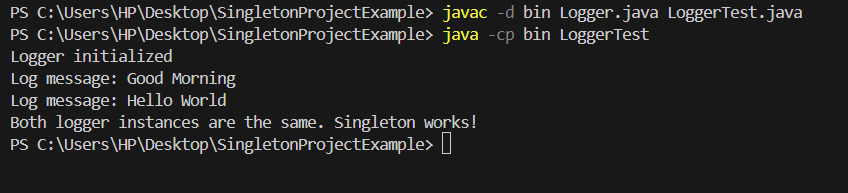 PS C:\Users\HP\Desktop\SingletonProjectExample> javac -d bin Logger.java LoggerTest.java
PS C:\Users\HP\Desktop\SingletonProjectExample> java -cp bin LoggerTest
Logger initialized
Log message: Good Morning
Log message: Hello World
Both logger instances are the same. Singleton works!
PS C:\Users\HP\Desktop\SingletonProjectExample>